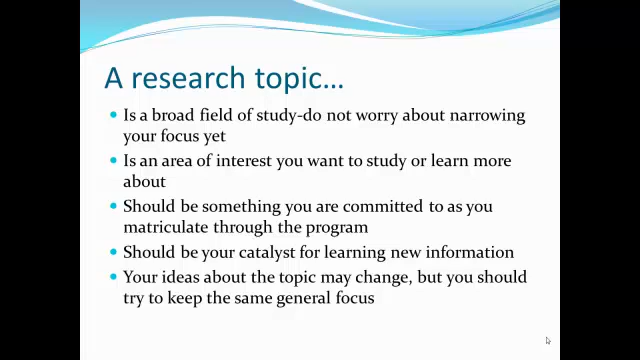 A research topic...
• Is a broad field of study-do not worry about narrowing
your focus yet
• Is an area of interest you want to study or learn more
about
• Should be something you are committed to as you
matriculate through the program
• Should be your catalyst for learning new information
• Your ideas about the topic may change, but you should
try to keep the same general focus